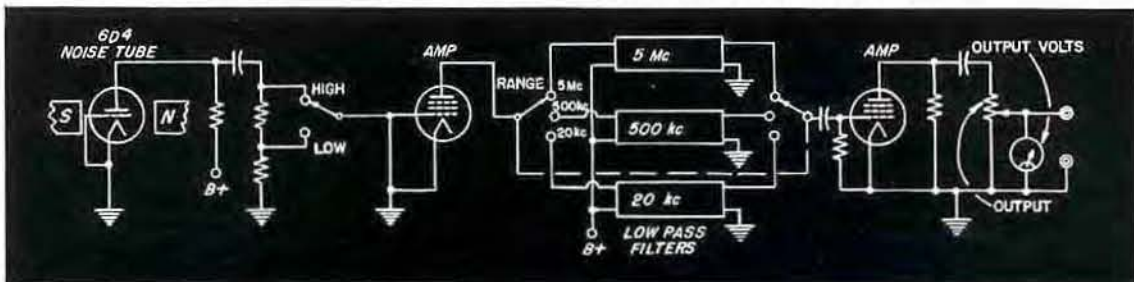 6D4
NOISE TUBE
S
N
B+
HIGH
LOW
AMP
RANGE
5Mc
500kc
20kc
5 Mc
500 kc
20 kc
B+
LOW PASS
FILTERS
AMP
OUTPUT VOLTS
OUTPUT